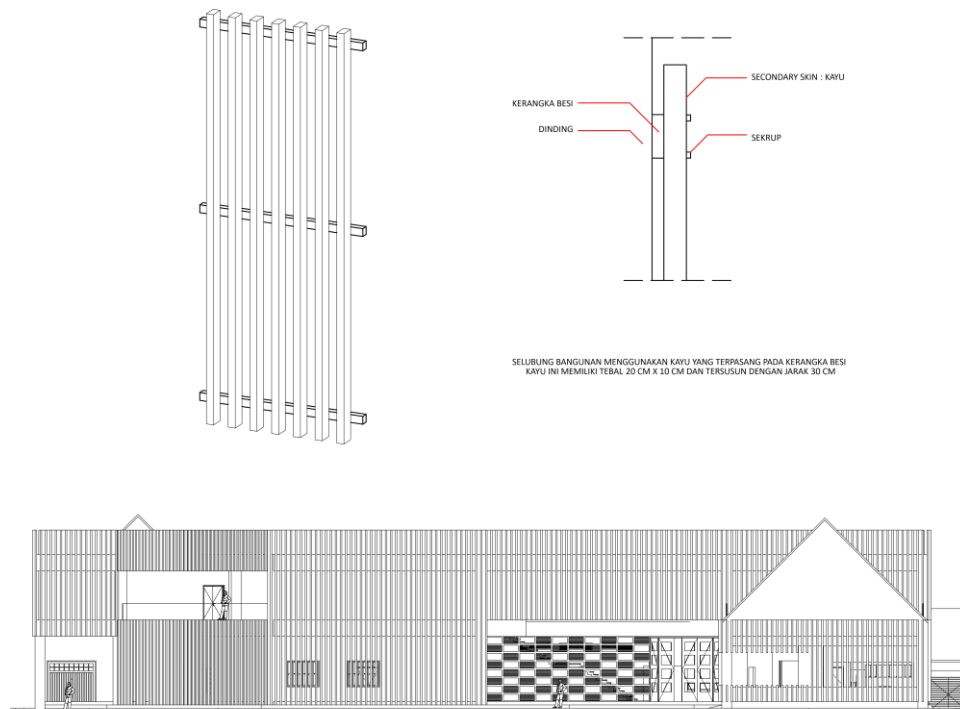 SECONDARY SKIN : KAYU
KERANGKA BESI
DINDING
SEKRUP
SELUBUNG BANGUNAN MENGGUNAKAN KAYU YANG TERPASANG PADA KERANGKA BESI
KAYU INI MEMILIKI TEBAL 20 CM X 10 CM DAN TERSUSUN DENGAN JARAK 30 CM